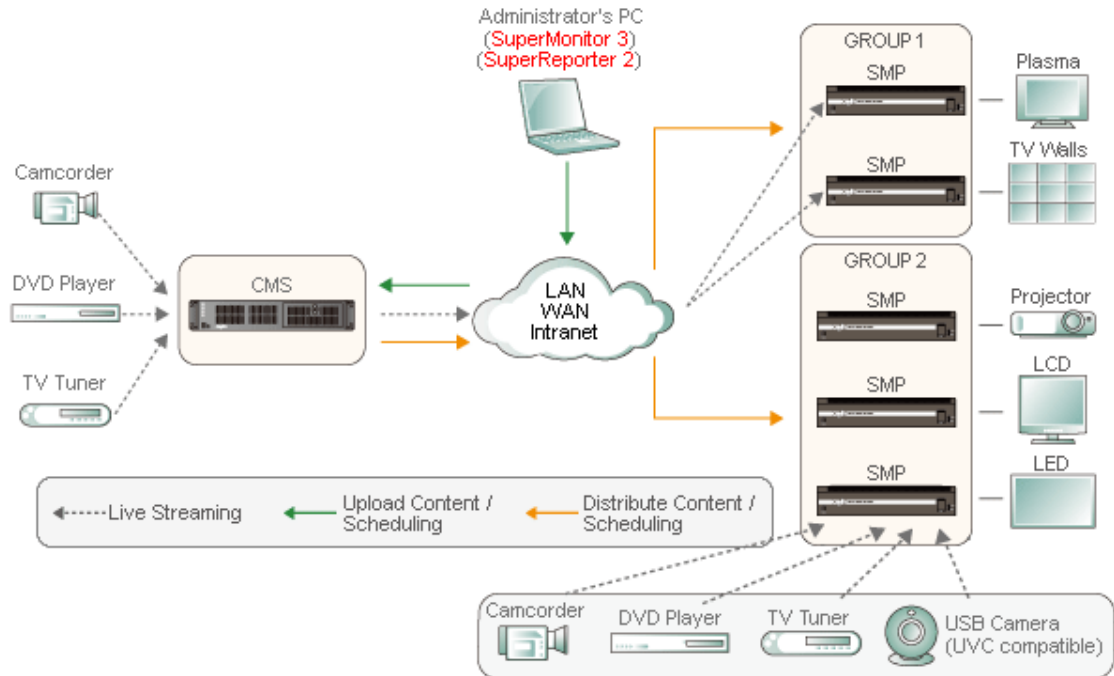 Administrator's PC
(SuperMonitor 3)
(SuperReporter 2)
GROUP 1
SMP
Plasma
SMP
TV Walls
Camcorder
DVD Player
TV Tuner
CMS
LAN
WAN
Intranet
GROUP 2
SMP
Projector
SMP
LCD
SMP
LED
Live Streaming
Upload Content /
Scheduling
Distribute Content /
Scheduling
Camcorder
DVD Player
TV Tuner
USB Camera
(UVC compatible)